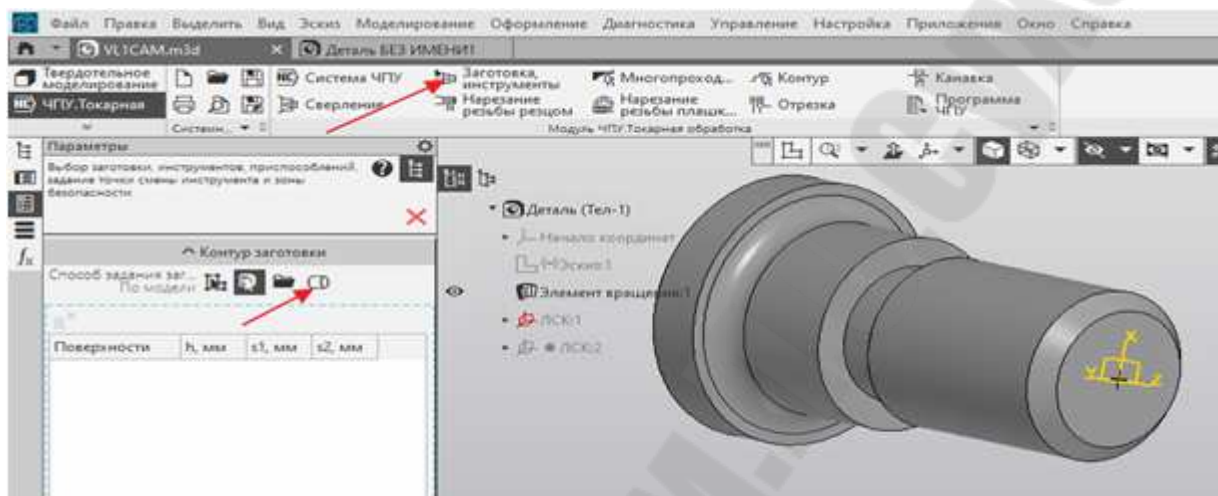 Файл Правка Выделить Вид Эскиз Моделирование Оформление Диагностика Управление Настройка Приложения Окно Справка
VL1CAM.m3d × Деталь БЕЗ ИМЕНИ1
Твердотельное моделирование
Система ЧПУ
Заготовка, инструменты
Многопроход...
Контур
Канавка
ЧПУ.Токарная
Сверление
Нарезание резьбы резцом
Нарезание резьбы плашк...
Отрезка
Программа ЧПУ
Системн...
Модуль ЧПУ.Токарная обработка
Параметры
Выбор заготовки, инструментов, приспособлений,
задание точки смены инструмента и зоны
безопасности
Контур заготовки
Способ задания заг...
По модели
Поверхности h, мм s1, мм s2, мм
Деталь (Тел-1)
Начало координат
Эскиз:1
Элемент вращения:1
ЛСК:1
ЛСК:2